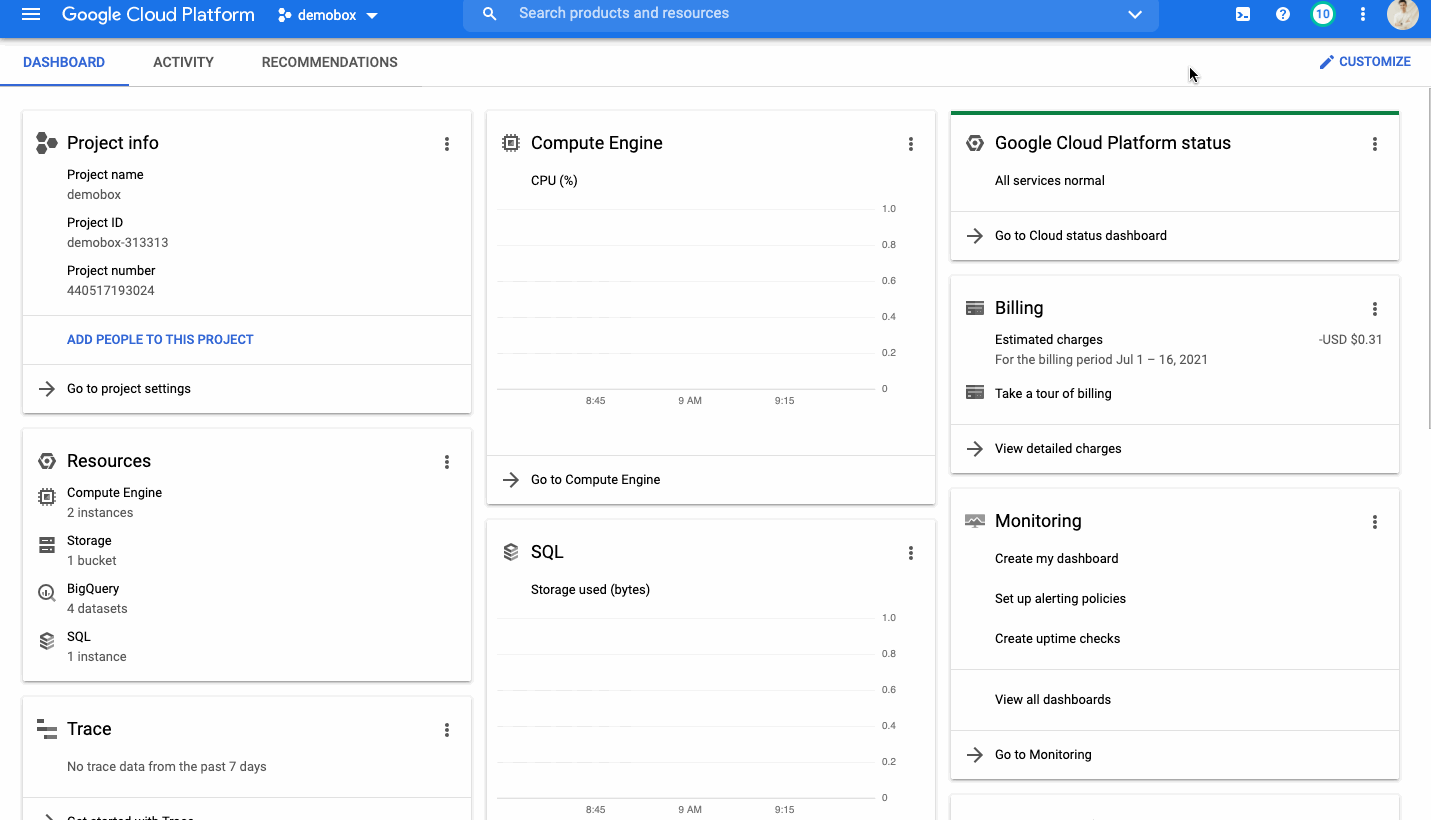 Google Cloud Platform
demobox
Search products and resources
10
DASHBOARD
ACTIVITY
RECOMMENDATIONS
CUSTOMIZE
Project info
Project name
demobox
Project ID
demobox-313313
Project number
440517193024
ADD PEOPLE TO THIS PROJECT
Go to project settings
Resources
Compute Engine
2 instances
Storage
1 bucket
BigQuery
4 datasets
SQL
1 instance
Trace
No trace data from the past 7 days
Get started with Trace
Compute Engine
CPU (%)
1.0
0.8
0.6
0.4
0.2
0
8:45 9 AM 9:15
Go to Compute Engine
SQL
Storage used (bytes)
1.0
0.8
0.6
0.4
0.2
0
8:45 9 AM 9:15
Google Cloud Platform status
All services normal
Go to Cloud status dashboard
Billing
Estimated charges -USD $0.31
For the billing period Jul 1 – 16, 2021
Take a tour of billing
View detailed charges
Monitoring
Create my dashboard
Set up alerting policies
Create uptime checks
View all dashboards
Go to Monitoring